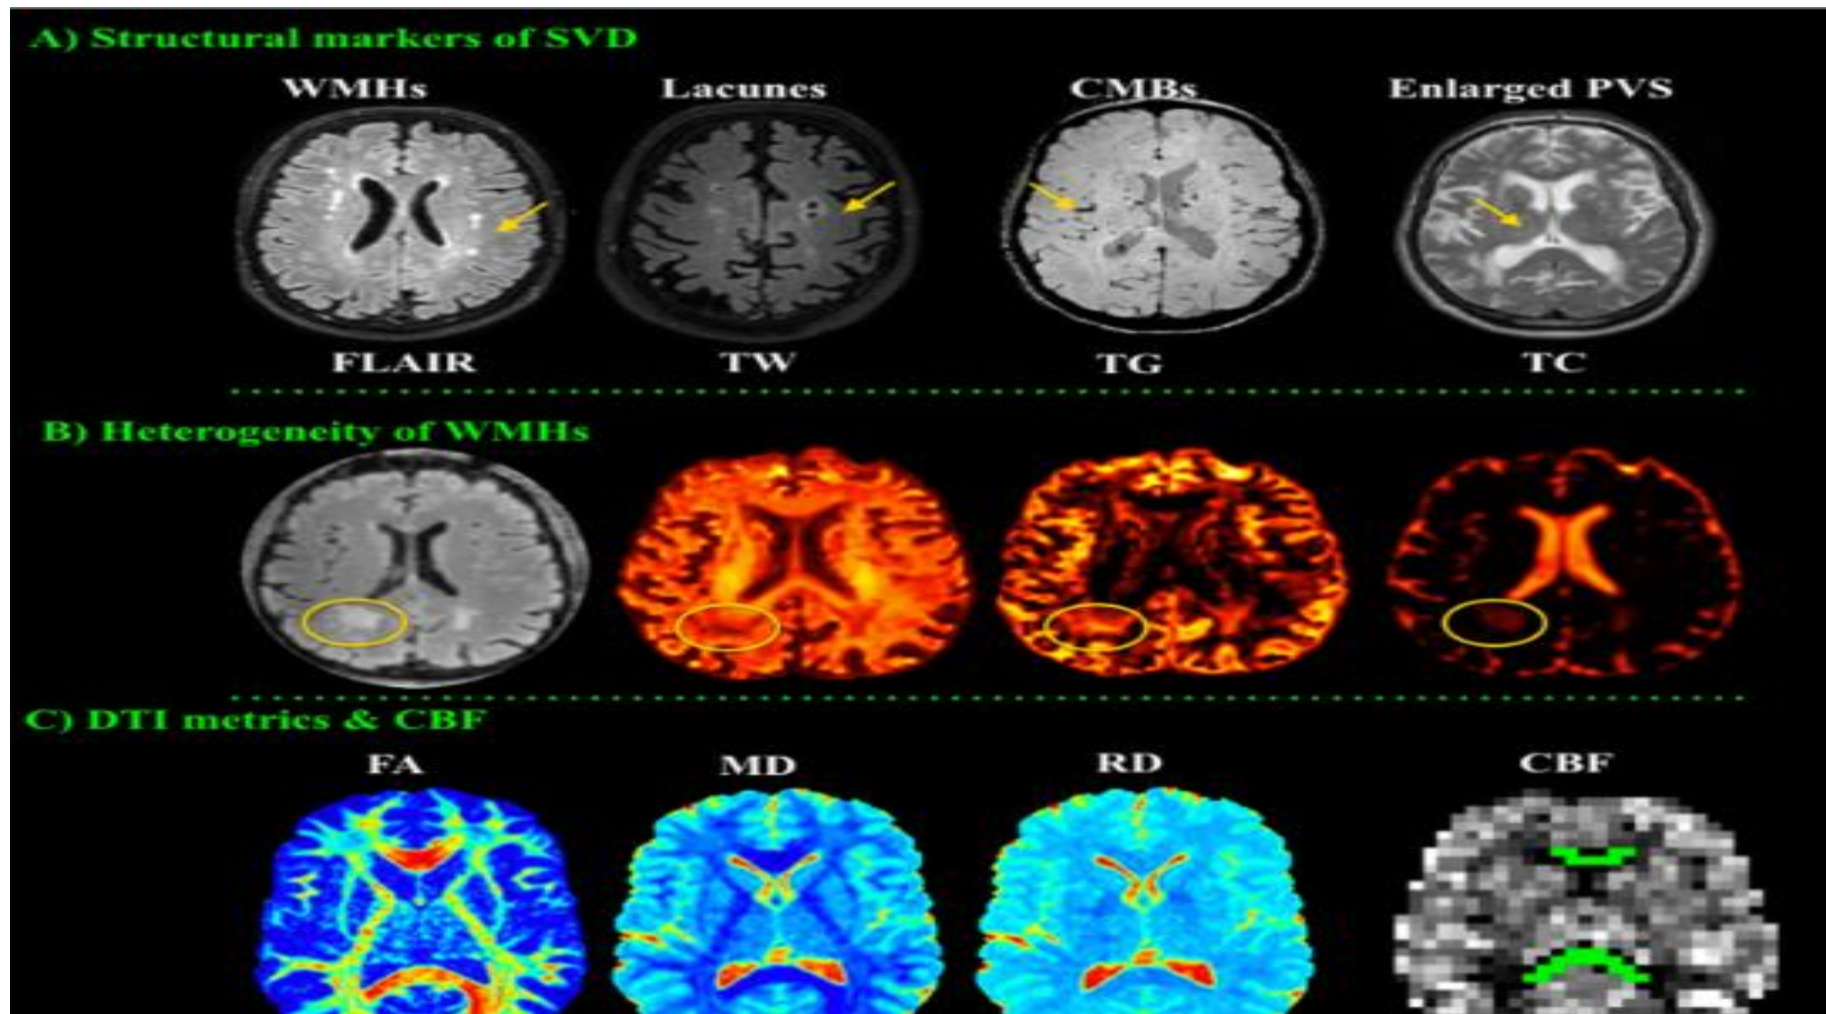 A) Structural markers of SVD
WMHs Lacunes CMBs Enlarged PVS
FLAIR TW TG TC
B) Heterogeneity of WMHs
C) DTI metrics & CBF
FA MD RD CBF